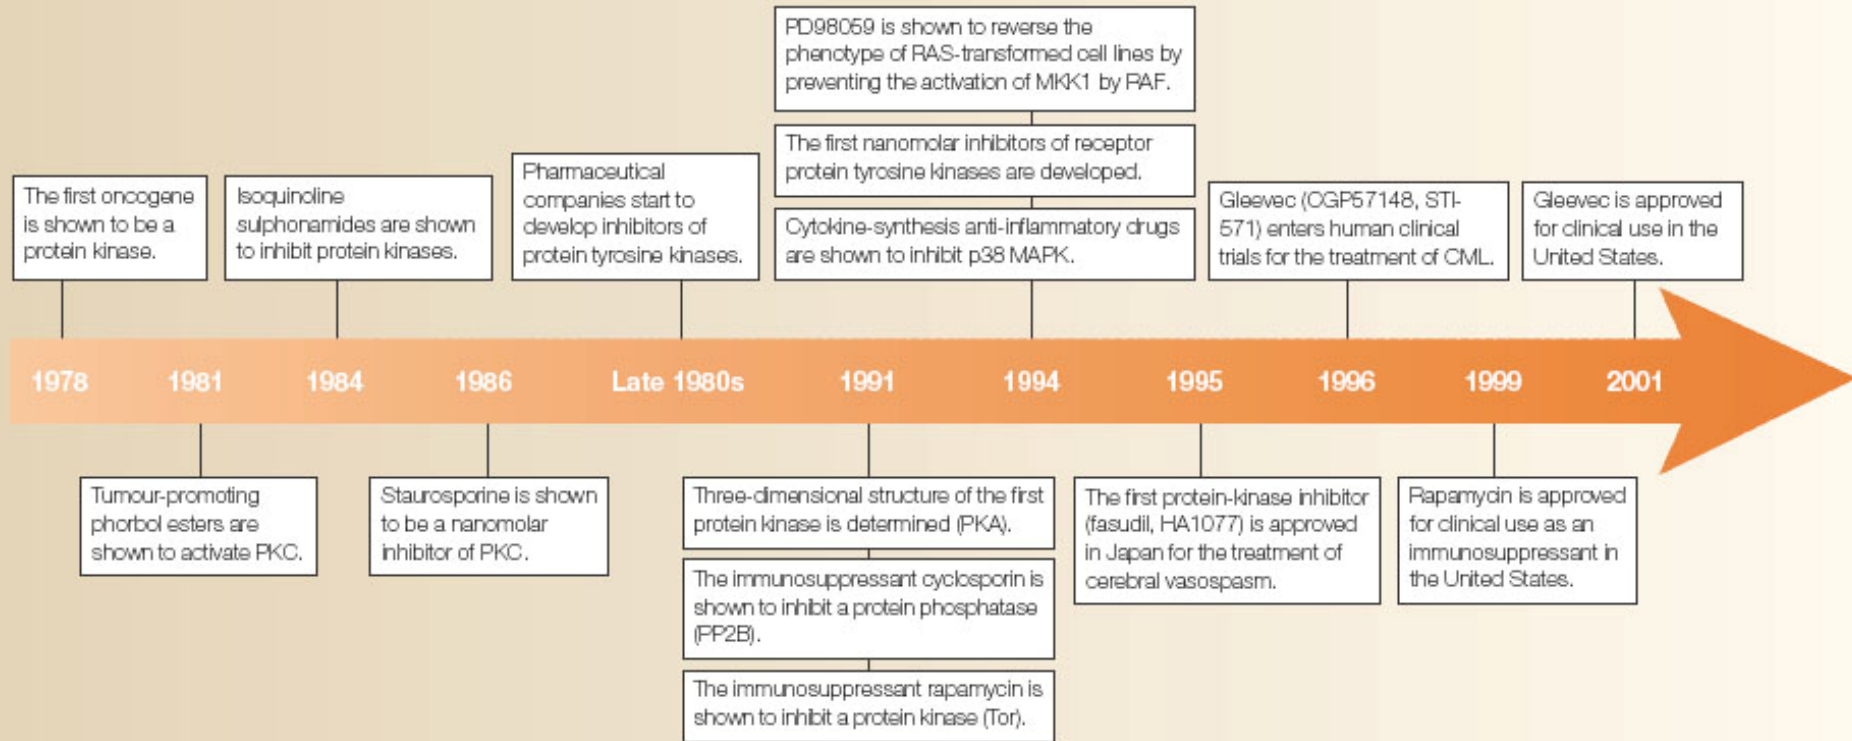 PD98059 is shown to reverse the
phenotype of RAS-transformed cell lines by
preventing the activation of MKK1 by RAF.
The first nanomolar inhibitors of receptor
protein tyrosine kinases are developed.
Cytokine-synthesis anti-inflammatory drugs
are shown to inhibit p38 MAPK.
The first oncogene
is shown to be a
protein kinase.
Isoquinoline
sulphonamides are shown
to inhibit protein kinases.
Pharmaceutical
companies start to
develop inhibitors of
protein tyrosine kinases.
Gleevec (CGP57148, STI-
571) enters human clinical
trials for the treatment of CML.
Gleevec is approved
for clinical use in the
United States.
1978
1981
1984
1986
Late 1980s
1991
1994
1995
1996
1999
2001
Tumour-promoting
phorbol esters are
shown to activate PKC.
Staurosporine is shown
to be a nanomolar
inhibitor of PKC.
Three-dimensional structure of the first
protein kinase is determined (PKA).
The immunosuppressant cyclosporin is
shown to inhibit a protein phosphatase
(PP2B).
The immunosuppressant rapamycin is
shown to inhibit a protein kinase (Tor).
The first protein-kinase inhibitor
(fasudil, HA1077) is approved
in Japan for the treatment of
cerebral vasospasm.
Rapamycin is approved
for clinical use as an
immunosuppressant in
the United States.